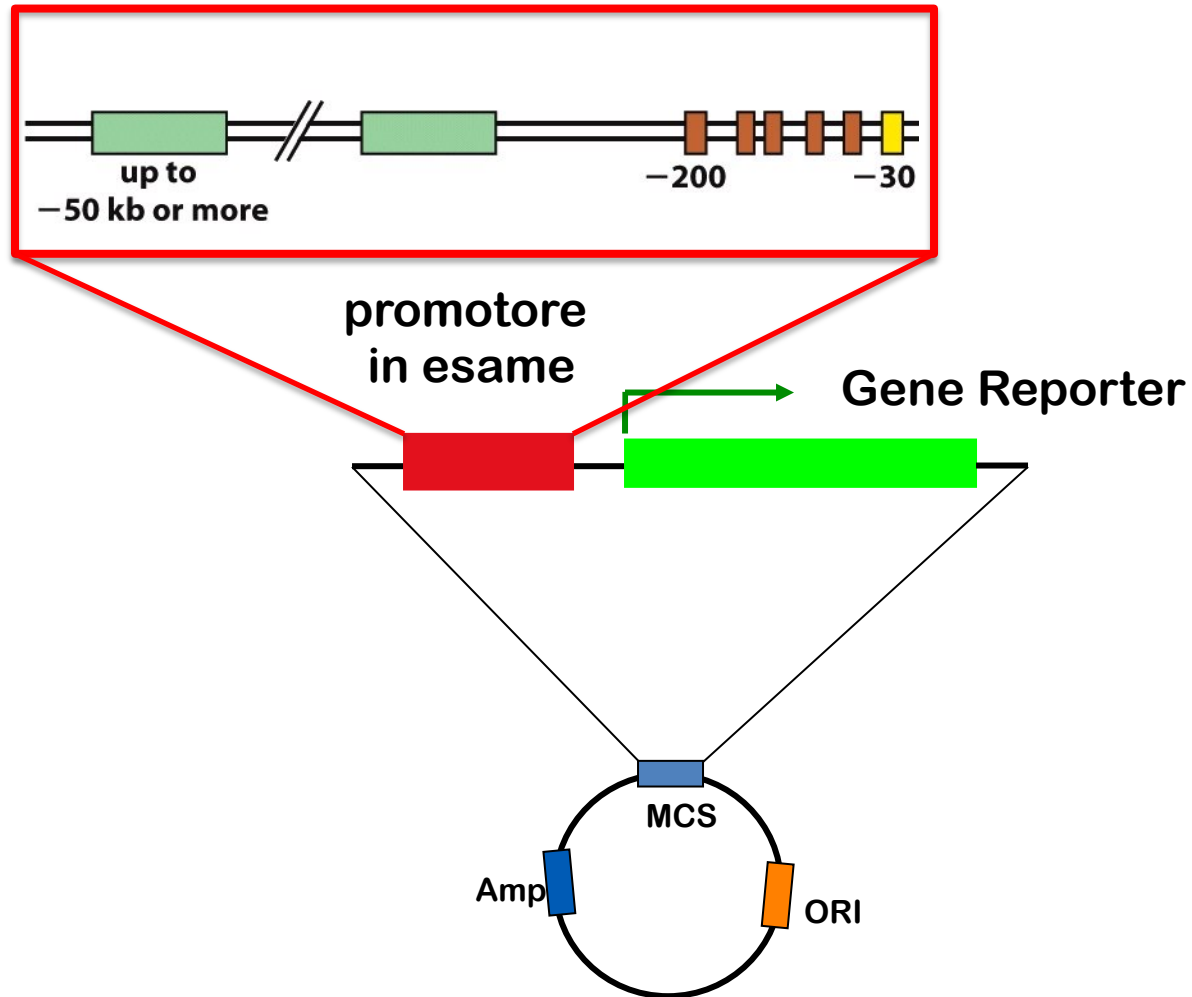 up to
−50 kb or more
−200
−30
promotore
in esame
Gene Reporter
MCS
Amp
ORI